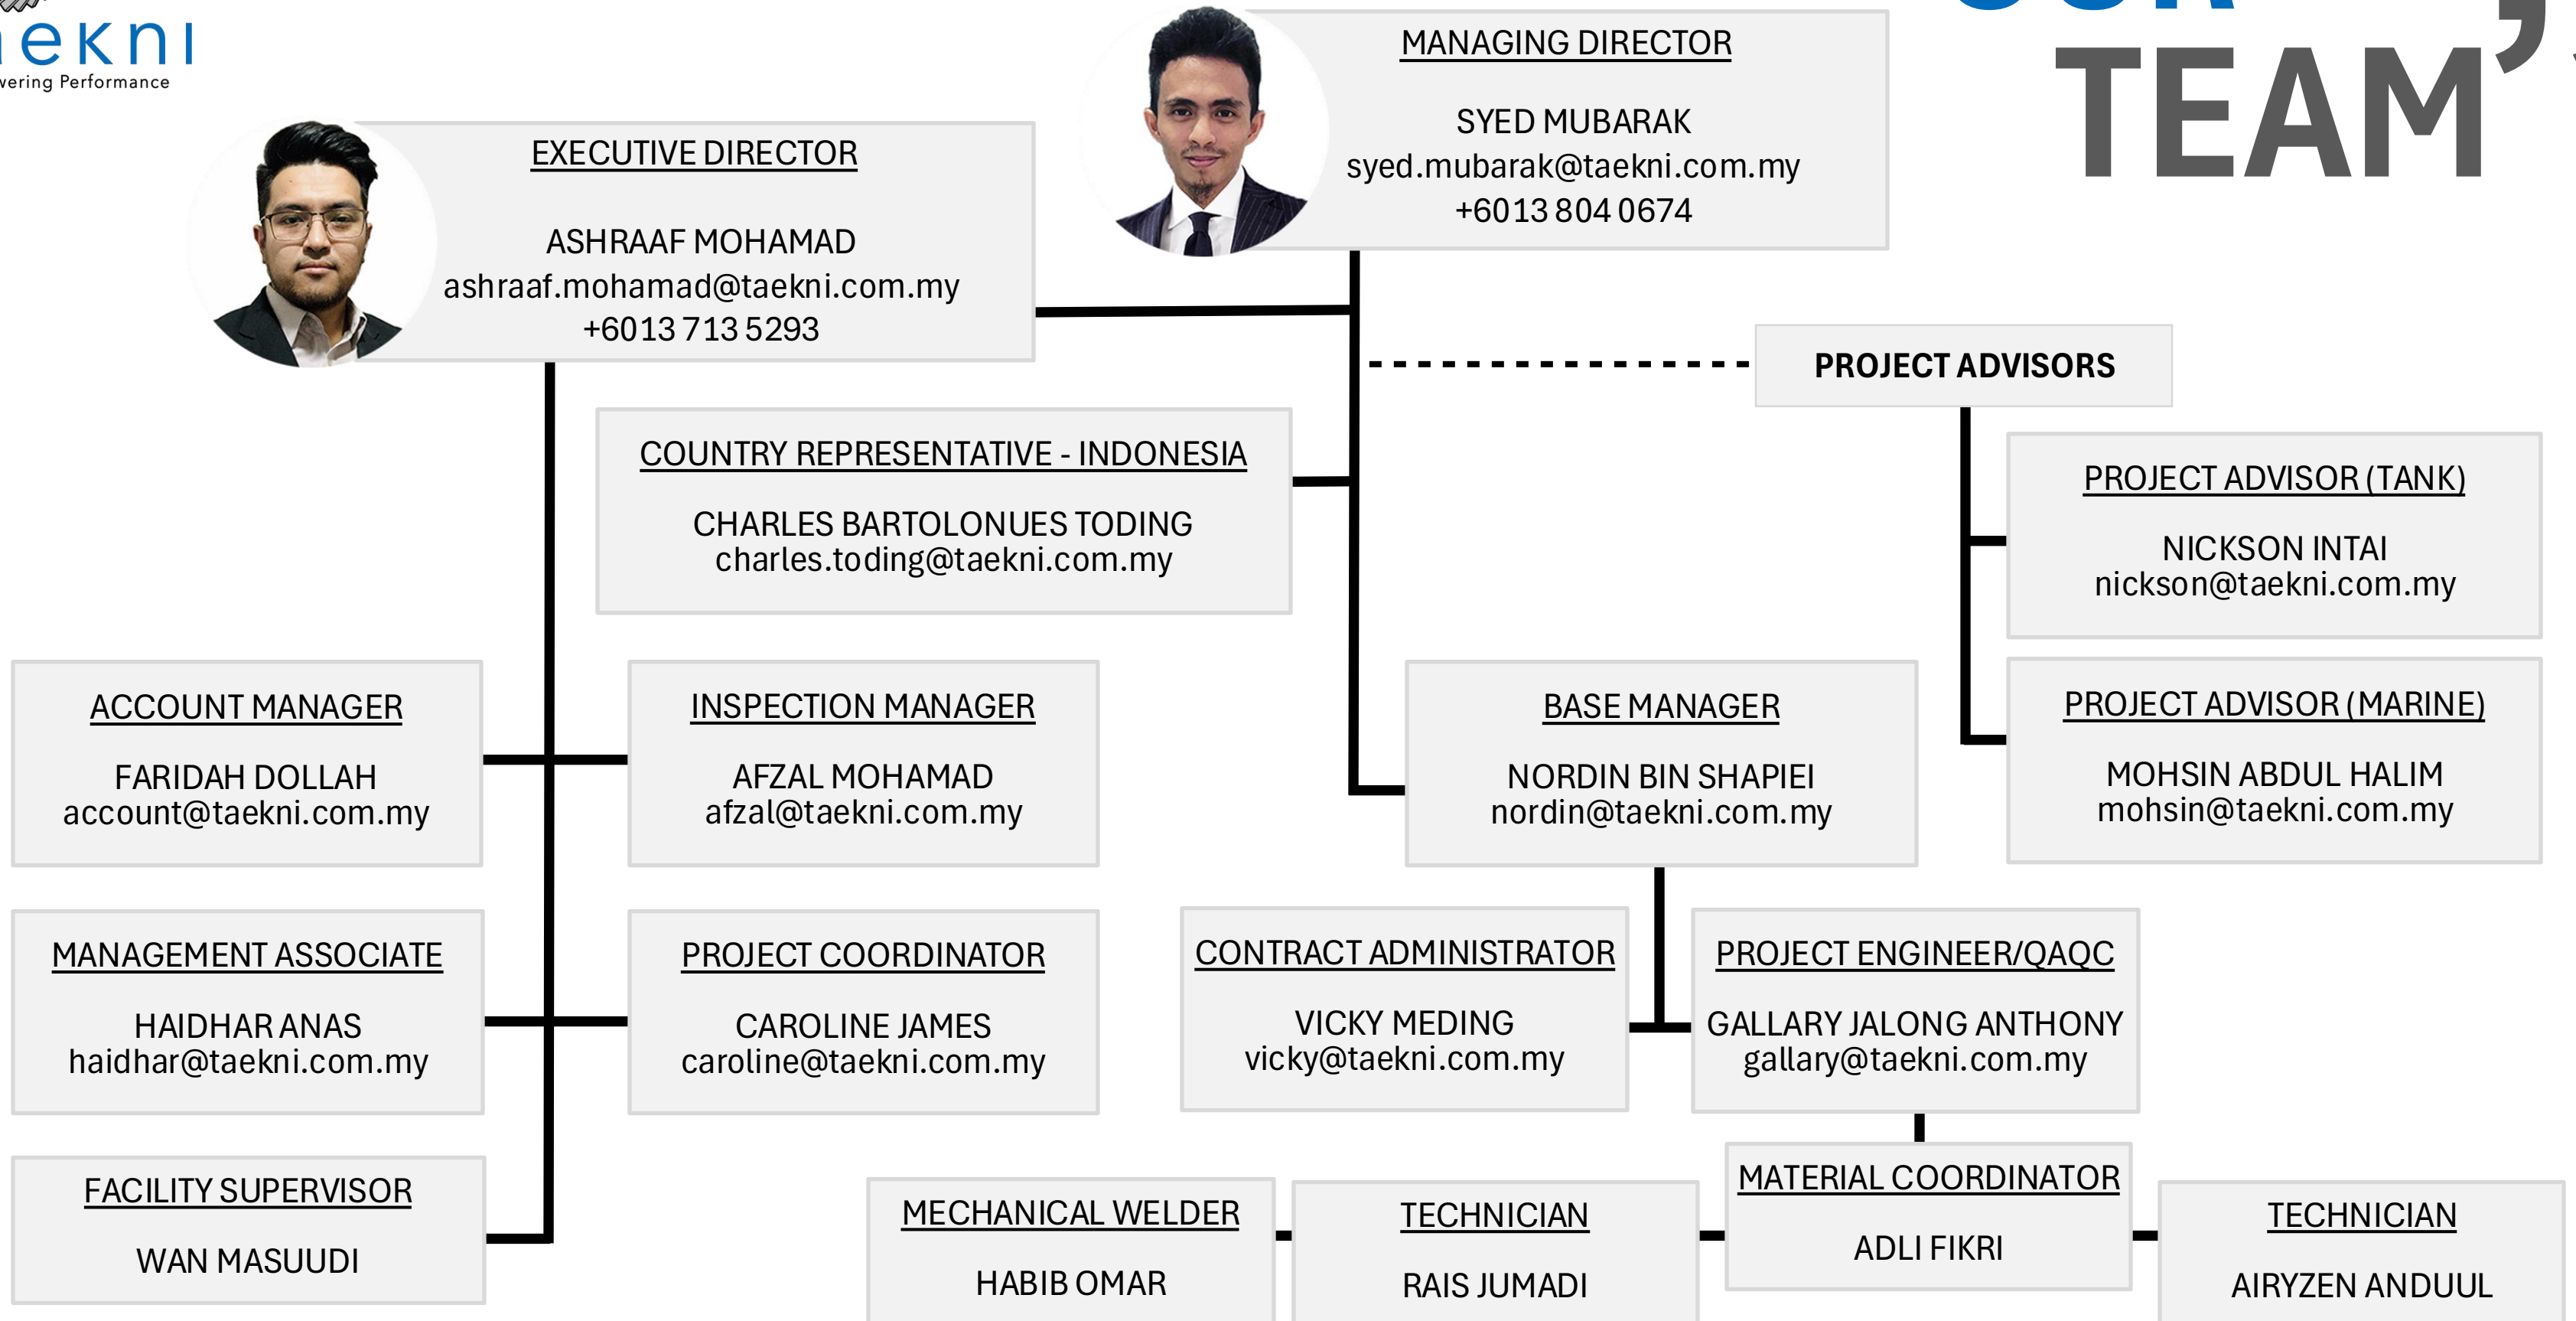 MANAGING DIRECTOR
SYED MUBARAK
syed.mubarak@taekni.com.my
+6013 804 0674
TEAM
EXECUTIVE DIRECTOR
ASHRAAF MOHAMAD
ashraaf.mohamad@taekni.com.my
+6013 713 5293
PROJECT ADVISORS
COUNTRY REPRESENTATIVE - INDONESIA
CHARLES BARTOLONUES TODING
charles.toding@taekni.com.my
PROJECT ADVISOR (TANK)
NICKSON INTAI
nickson@taekni.com.my
ACCOUNT MANAGER
FARIDAH DOLLAH
account@taekni.com.my
INSPECTION MANAGER
AFZAL MOHAMAD
afzal@taekni.com.my
BASE MANAGER
NORDIN BIN SHAPIEI
nordin@taekni.com.my
PROJECT ADVISOR (MARINE)
MOHSIN ABDUL HALIM
mohsin@taekni.com.my
MANAGEMENT ASSOCIATE
HAIDHAR ANAS
haidhar@taekni.com.my
PROJECT COORDINATOR
CAROLINE JAMES
caroline@taekni.com.my
CONTRACT ADMINISTRATOR
VICKY MEDING
vicky@taekni.com.my
PROJECT ENGINEER/QAQC
GALLARY JALONG ANTHONY
gallary@taekni.com.my
FACILITY SUPERVISOR
WAN MASUUDI
MECHANICAL WELDER
HABIB OMAR
TECHNICIAN
RAIS JUMADI
MATERIAL COORDINATOR
ADLI FIKRI
TECHNICIAN
AIRYZEN ANDUUL
ekni
Performance